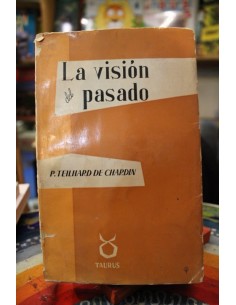 La visión
del pasado
P. TEILHARD DE CHARDIN
TAURUS